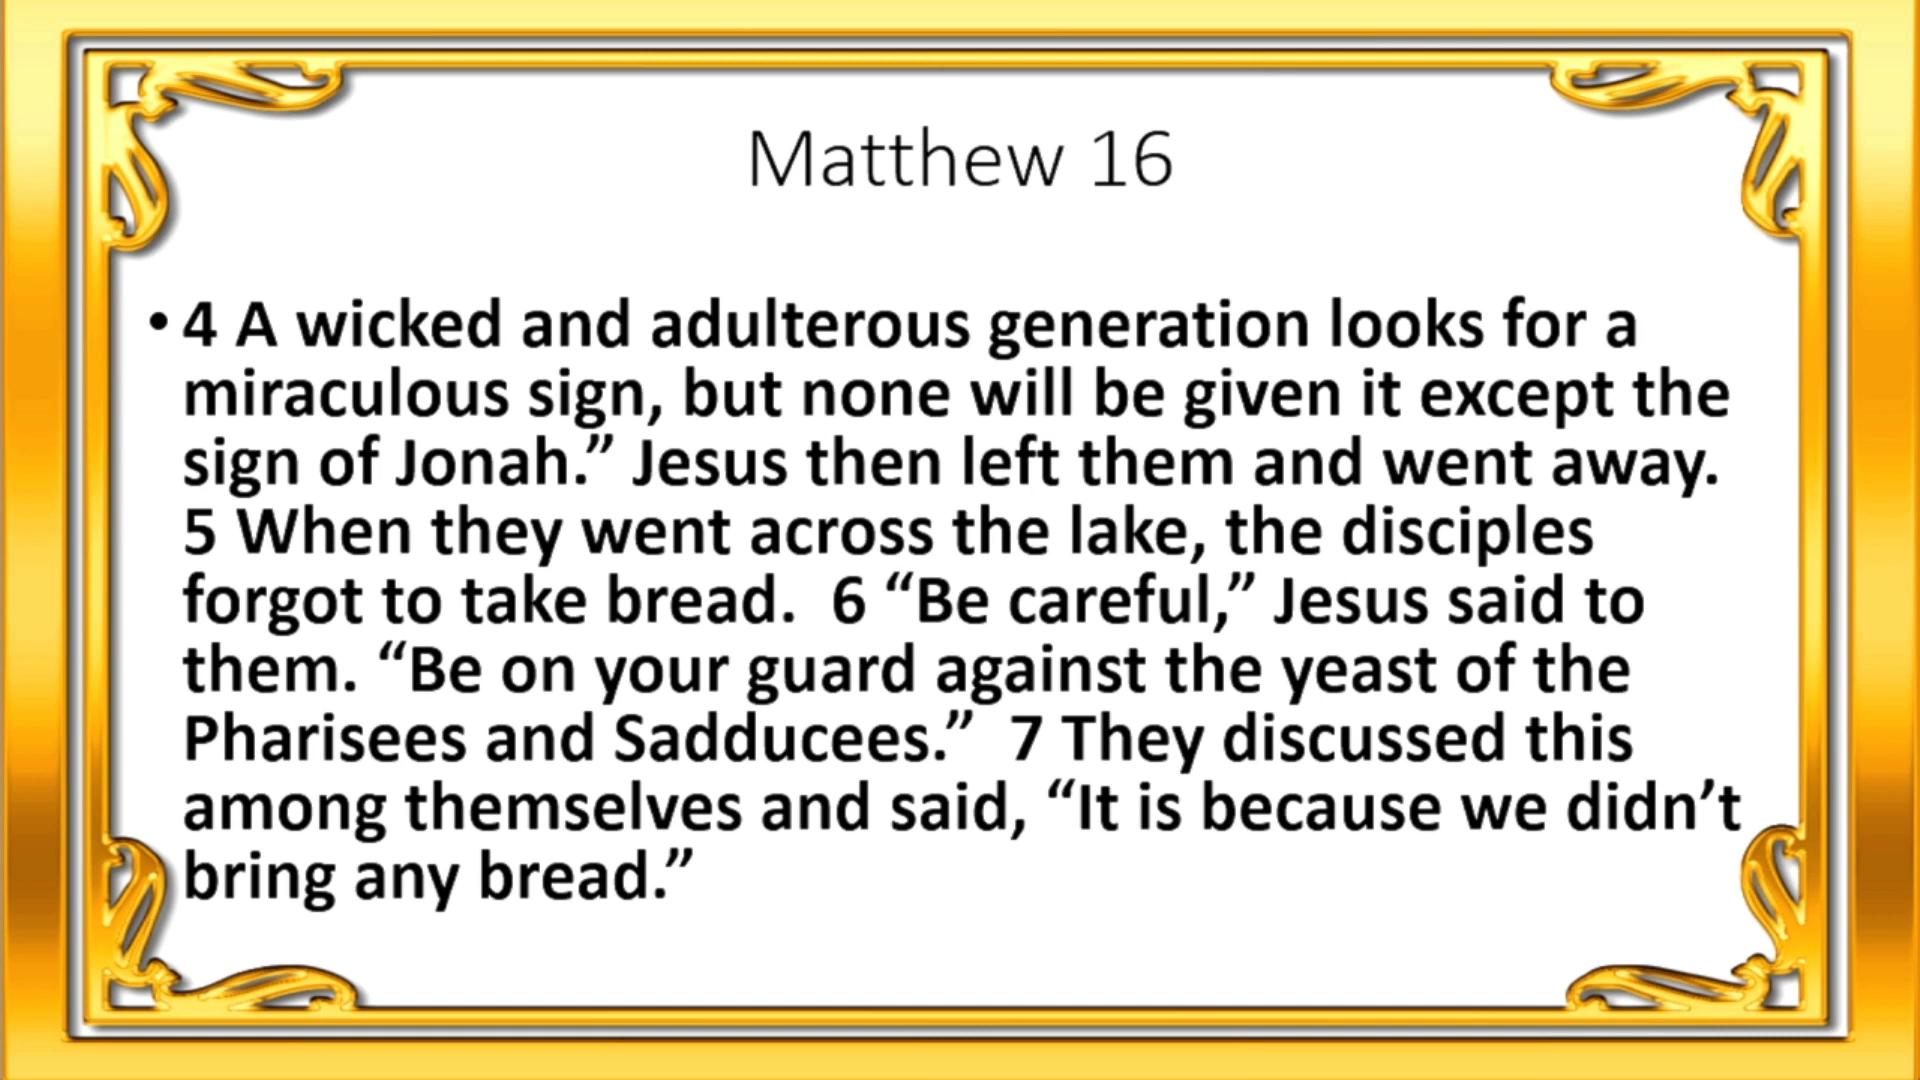 Matthew 16
• 4 A wicked and adulterous generation looks for a
miraculous sign, but none will be given it except the
sign of Jonah.” Jesus then left them and went away.
5 When they went across the lake, the disciples
forgot to take bread.  6 “Be careful,” Jesus said to
them. “Be on your guard against the yeast of the
Pharisees and Sadducees.”  7 They discussed this
among themselves and said, “It is because we didn’t
bring any bread.”